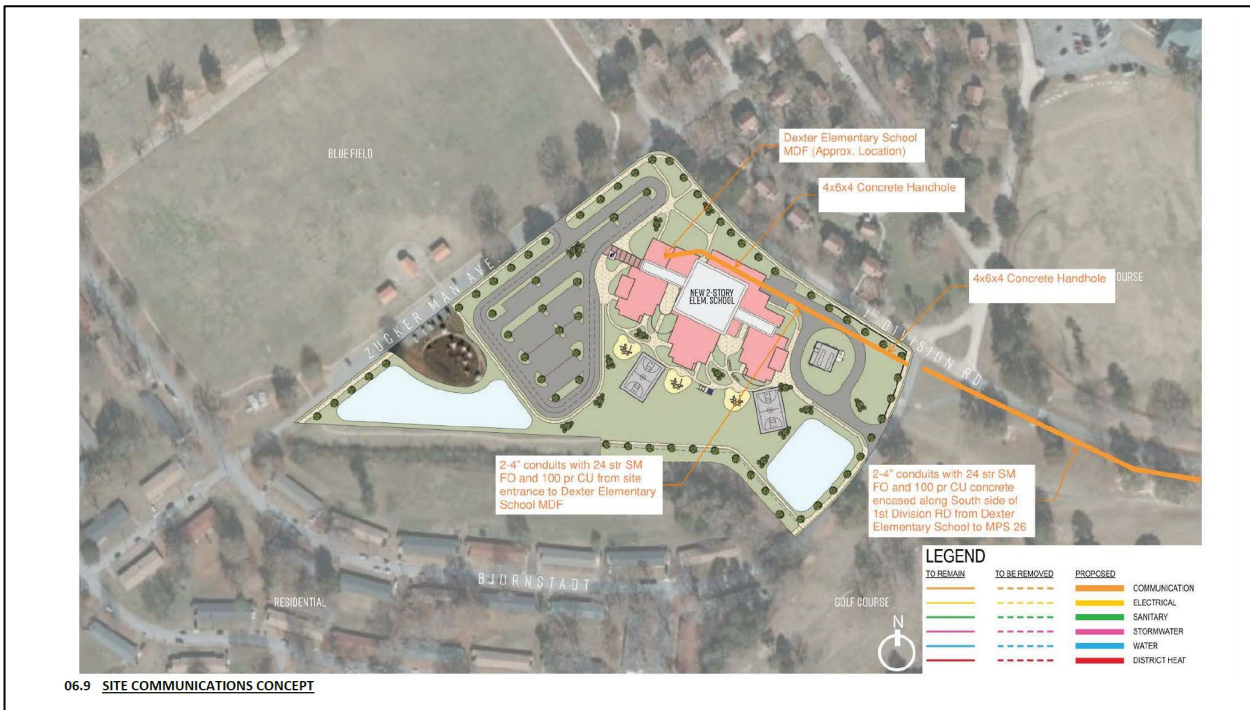 BLUE FIELD
Dexter Elementary School
MDF (Approx. Location)
4x6x4 Concrete Handhole
4x6x4 Concrete Handhole
OURSE
ZUCKER MAN AVE.
NEW 2-STORY
ELEM. SCHOOL
DIVISION RD.
2-4" conduits with 24 str SM
FO and 100 pr CU from site
entrance to Dexter Elementary
School MDF
2-4" conduits with 24 str SM
FO and 100 pr CU concrete
encased along South side of
1st Division RD from Dexter
Elementary School to MPS 26
BJORNSTADT
RESIDENTIAL
GOLF COURSE
N
LEGEND
TO REMAIN TO BE REMOVED PROPOSED
COMMUNICATION
ELECTRICAL
SANITARY
STORMWATER
WATER
DISTRICT HEAT
06.9 SITE COMMUNICATIONS CONCEPT